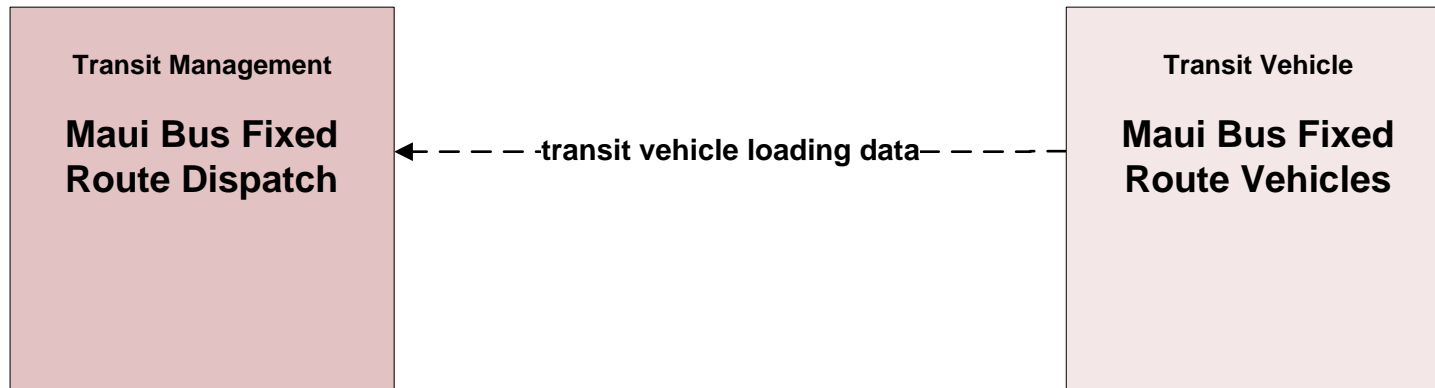 Transit Management
Maui Bus Fixed
Route Dispatch
transit vehicle loading data
Transit Vehicle
Maui Bus Fixed
Route Vehicles